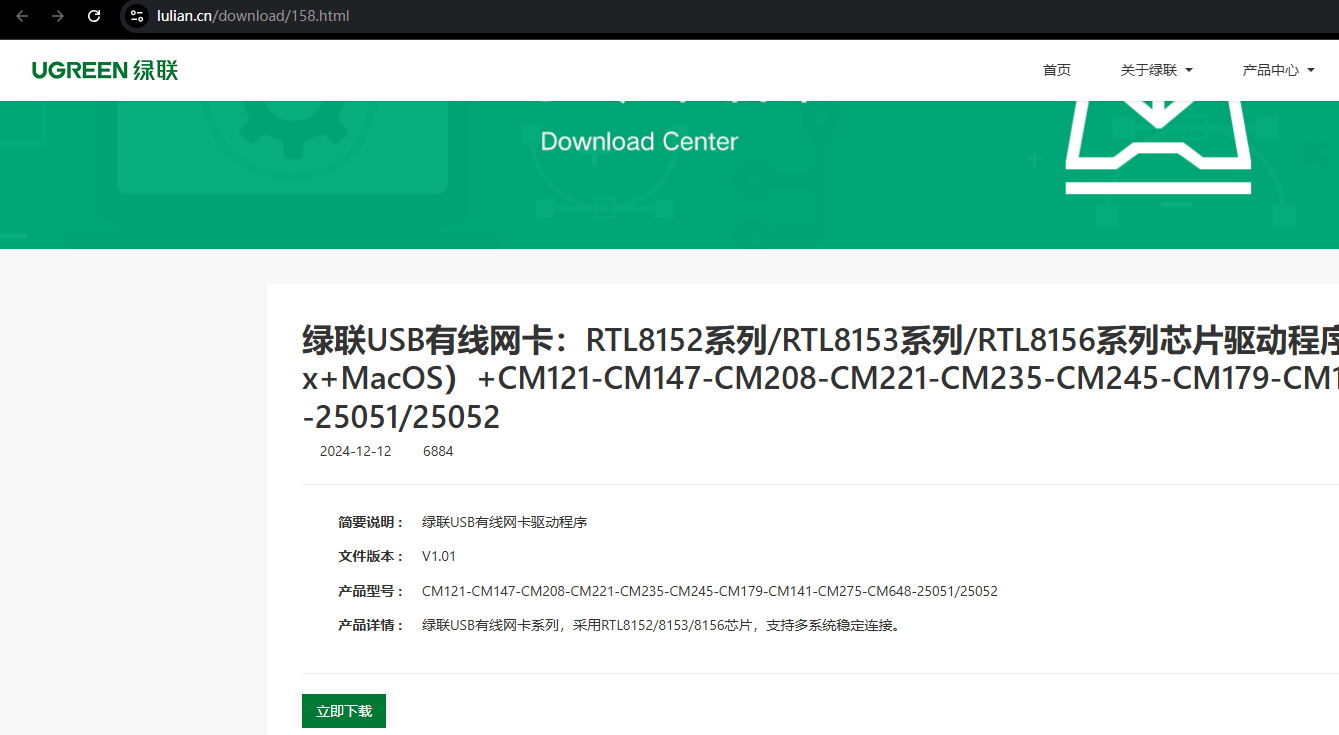 lulian.cn/download/158.html
UGREEN 绿联
首页
关于绿联
产品中心
Download Center
绿联USB有线网卡：RTL8152系列/RTL8153系列/RTL8156系列芯片驱动程序
x+MacOS）+CM121-CM147-CM208-CM221-CM235-CM245-CM179-CM1
-25051/25052
2024-12-12 6884
简要说明： 绿联USB有线网卡驱动程序
文件版本： V1.01
产品型号： CM121-CM147-CM208-CM221-CM235-CM245-CM179-CM141-CM275-CM648-25051/25052
产品详情： 绿联USB有线网卡系列，采用RTL8152/8153/8156芯片，支持多系统稳定连接。
立即下载